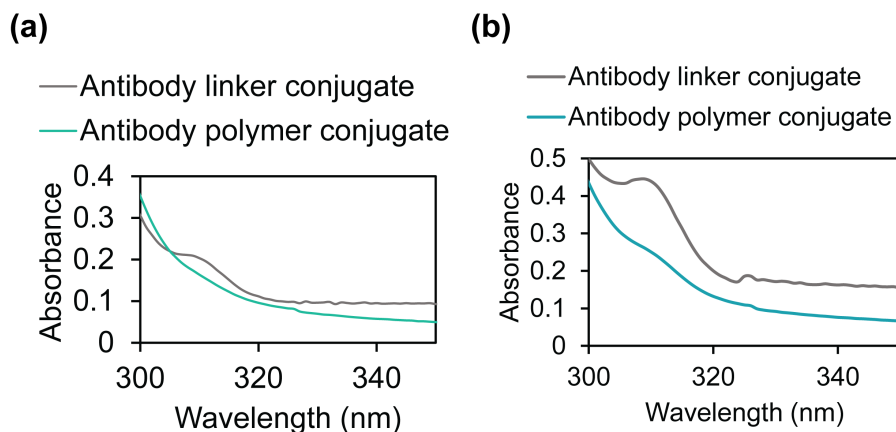 (a)
Antibody linker conjugate
Antibody polymer conjugate
0.4
0.3
0.2
0.1
0
Absorbance
300 320 340
Wavelength (nm)
(b)
Antibody linker conjugate
Antibody polymer conjugate
0.5
0.4
0.3
0.2
0.1
0
Absorbance
300 320 340
Wavelength (nm)